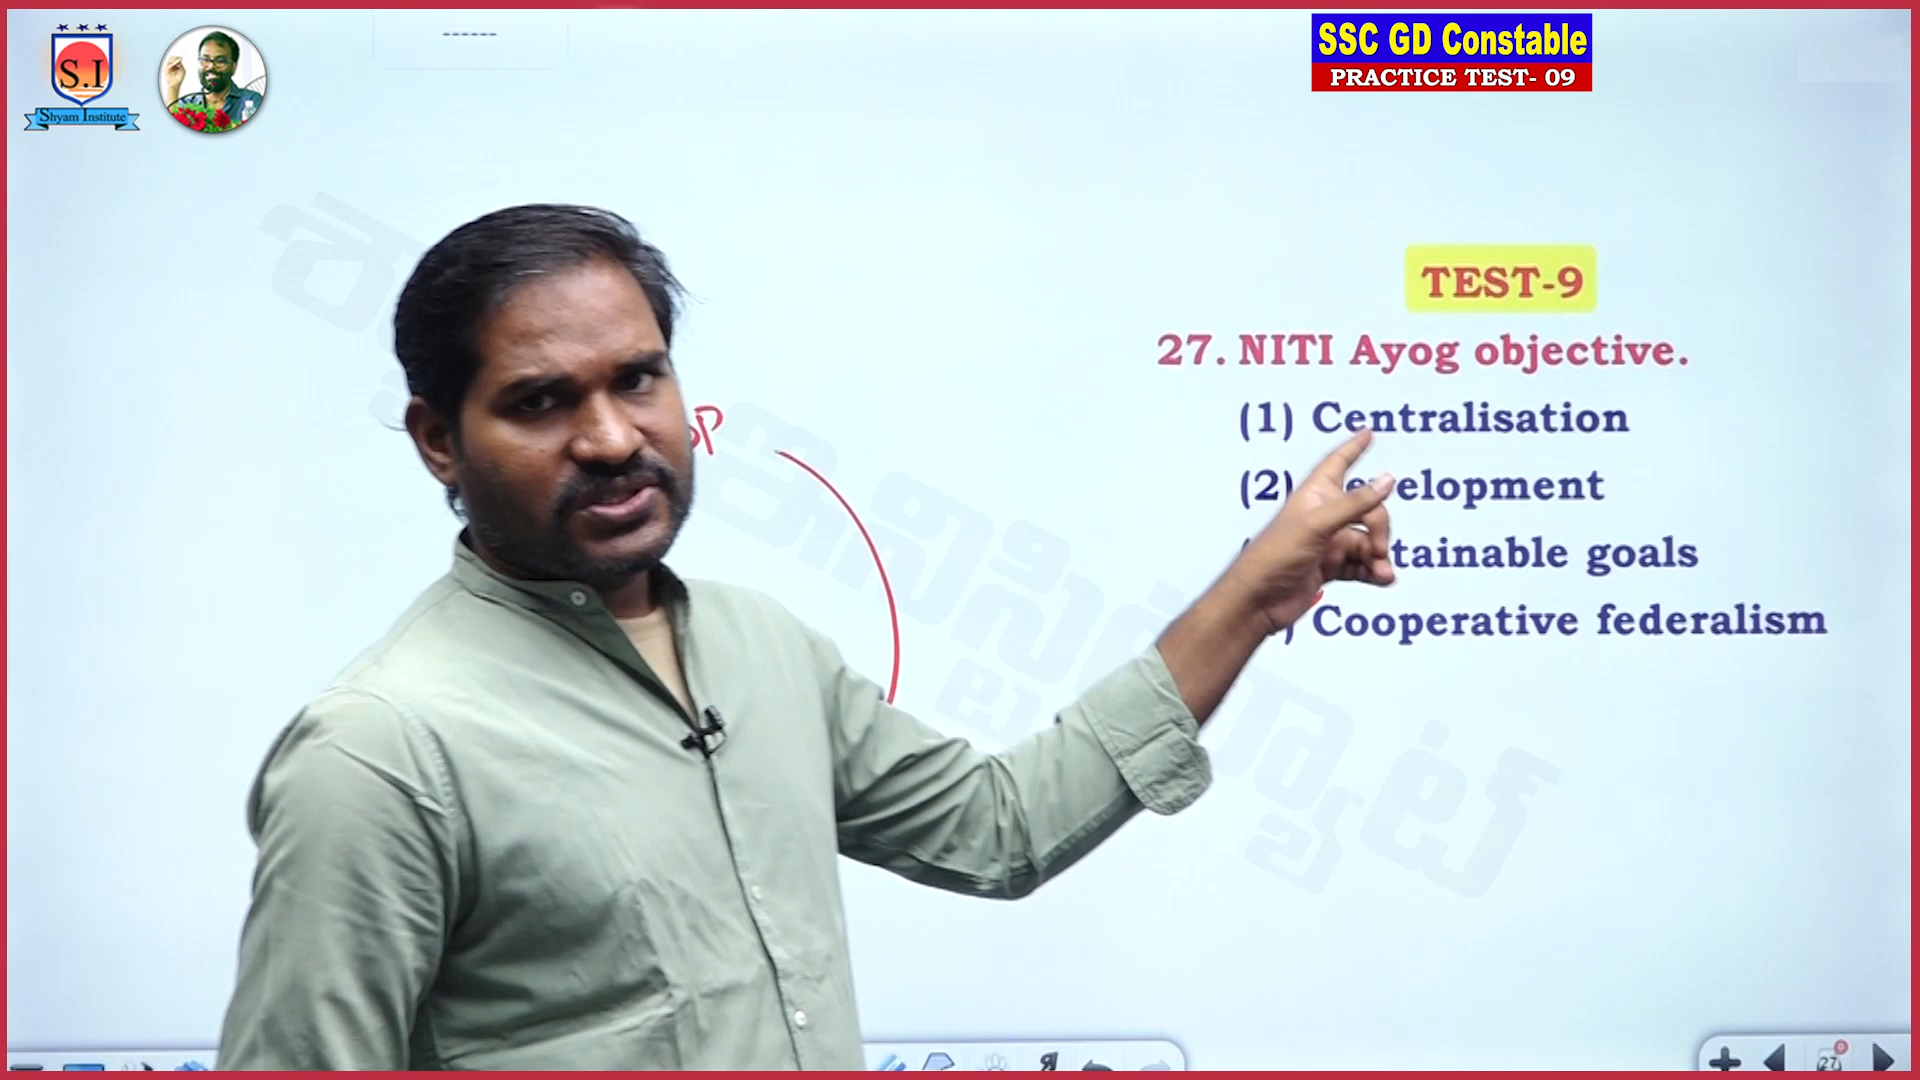 S.I
Shyam Institute
------
SSC GD Constable
PRACTICE TEST- 09
TEST-9
27. NITI Ayog objective.
(1) Centralisation
(2) elopment
tainable goals
) Cooperative federalism
27